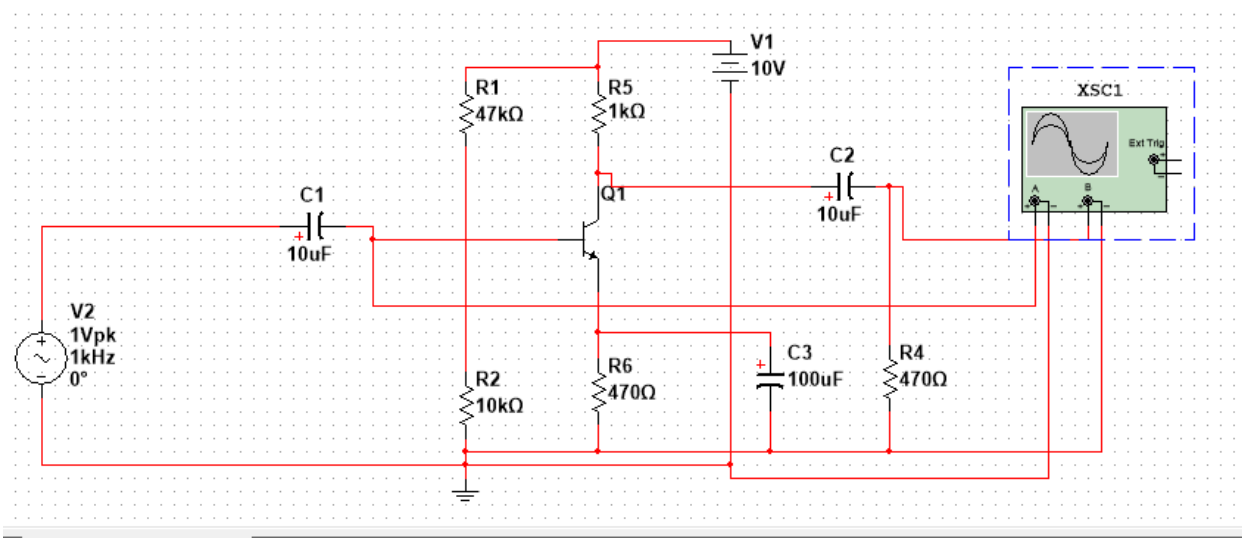 V1
10V
R1
47kΩ
R5
1kΩ
XSC1
Ext Trig
+
−
A
B
+
−
+
−
C2
+
10uF
Q1
C1
+
10uF
V2
1Vpk
1kHz
0°
+
−
R2
10kΩ
R6
470Ω
C3
+
100uF
R4
470Ω